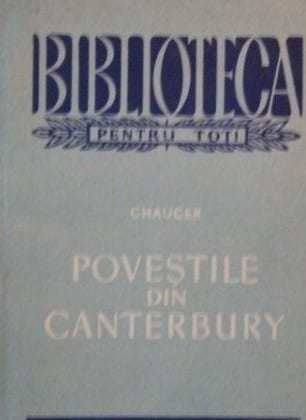 BIBLIOTECA
PENTRU TOȚI
CHAUCER
POVEȘTILE
DIN
CANTERBURY